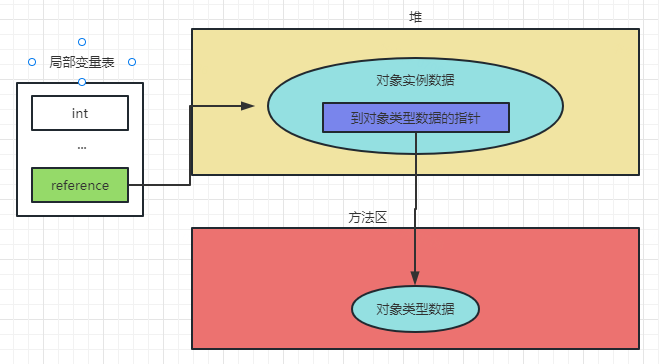 堆
局部变量表
int
...
reference
对象实例数据
到对象类型数据的指针
方法区
对象类型数据